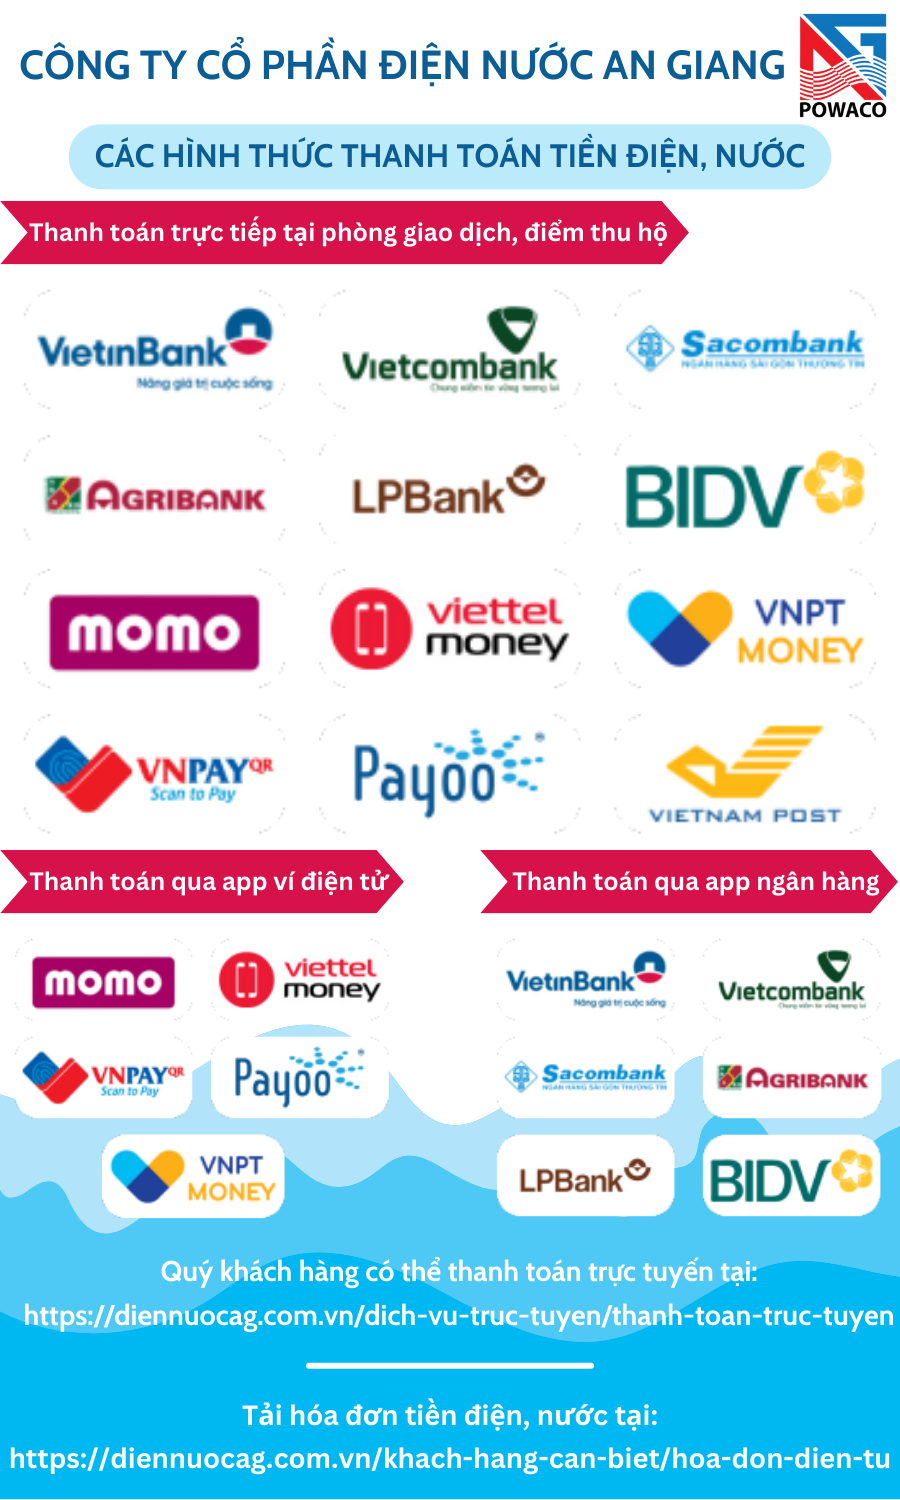 CÔNG TY CỔ PHẦN ĐIỆN NƯỚC AN GIANG
POWACO
CÁC HÌNH THỨC THANH TOÁN TIỀN ĐIỆN, NƯỚC
Thanh toán trực tiếp tại phòng giao dịch, điểm thu hộ
VietinBank
Nâng giá trị cuộc sống
Vietcombank
Chung niềm tin vững tương lai
Sacombank
NGÂN HÀNG SÀI GÒN THƯƠNG TÍN
AGRIBANK
LPBank
BIDV
momo
viettel
money
VNPT
MONEY
VNPAYQR
Scan to Pay
Payoo
VIETNAM POST
Thanh toán qua app ví điện tử
Thanh toán qua app ngân hàng
momo
viettel
money
VietinBank
Nâng giá trị cuộc sống
Vietcombank
Chung niềm tin vững tương lai
VNPAYQR
Scan to Pay
Payoo
Sacombank
NGÂN HÀNG SÀI GÒN THƯƠNG TÍN
AGRIBANK
VNPT
MONEY
LPBank
BIDV
Quý khách hàng có thể thanh toán trực tuyến tại:
https://diennuocag.com.vn/dich-vu-truc-tuyen/thanh-toan-truc-tuyen
Tải hóa đơn tiền điện, nước tại:
https://diennuocag.com.vn/khach-hang-can-biet/hoa-don-dien-tu